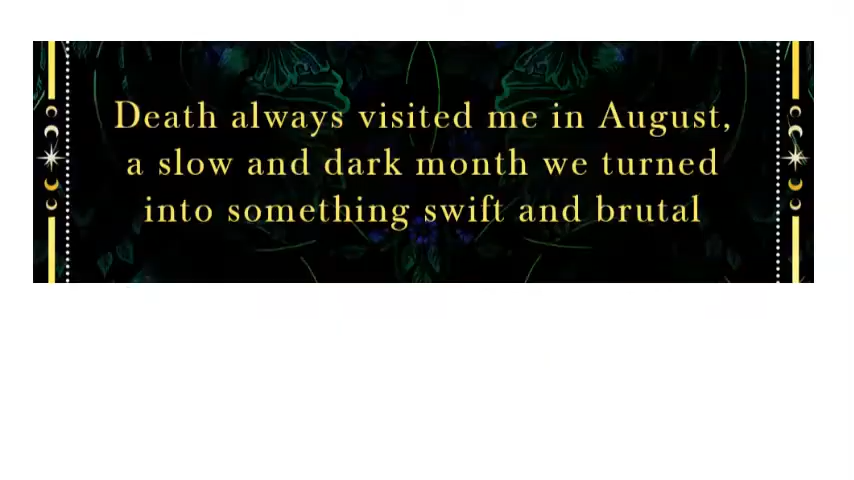 Death always visited me in August,
a slow and dark month we turned
into something swift and brutal